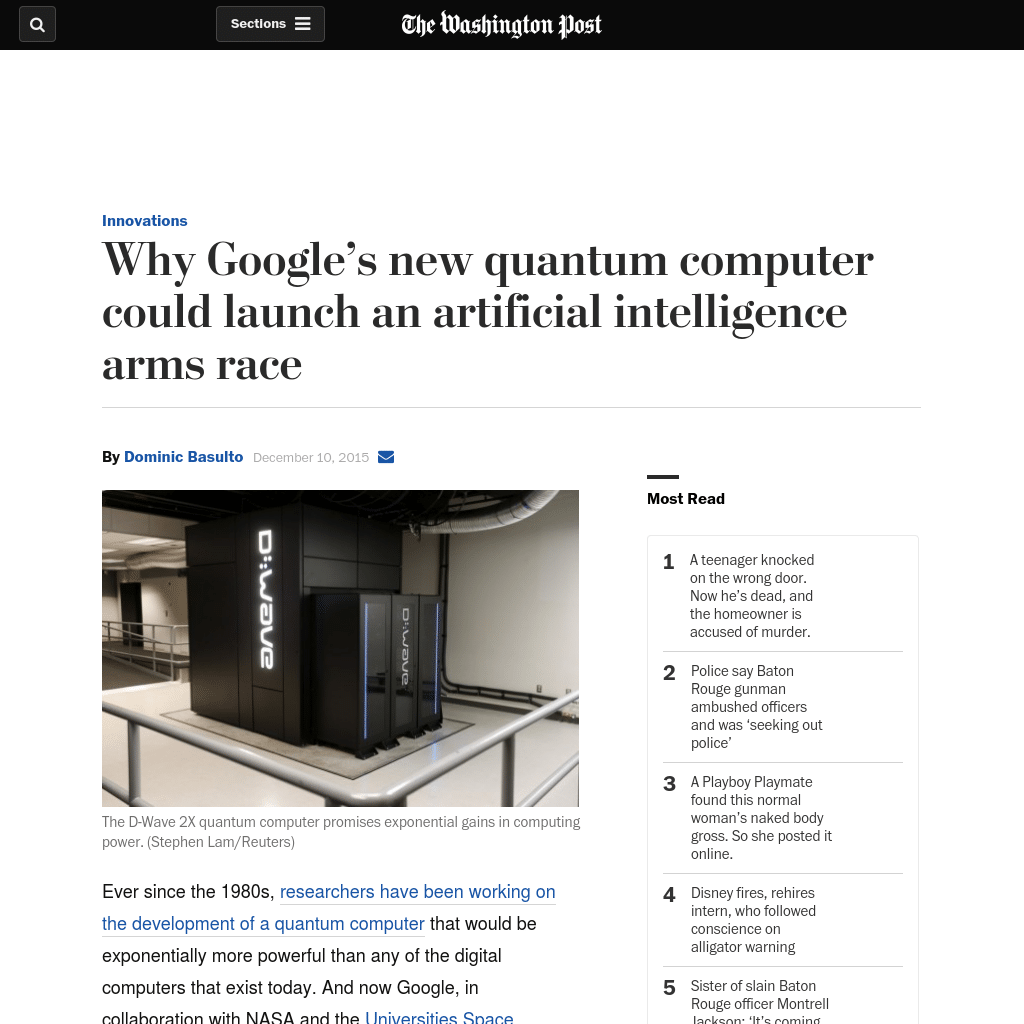 Sections
The Washington Post
Innovations
Why Google’s new quantum computer
could launch an artificial intelligence
arms race
By Dominic Basulto December 10, 2015
D:wave
D:wave
The D-Wave 2X quantum computer promises exponential gains in computing
power. (Stephen Lam/Reuters)
Ever since the 1980s, researchers have been working on
the development of a quantum computer that would be
exponentially more powerful than any of the digital
computers that exist today. And now Google, in
collaboration with NASA and the Universities Space
Most Read
1 A teenager knocked
on the wrong door.
Now he’s dead, and
the homeowner is
accused of murder.
2 Police say Baton
Rouge gunman
ambushed officers
and was ‘seeking out
police’
3 A Playboy Playmate
found this normal
woman’s naked body
gross. So she posted it
online.
4 Disney fires, rehires
intern, who followed
conscience on
alligator warning
5 Sister of slain Baton
Rouge officer Montrell
Jackson: ‘It’s coming